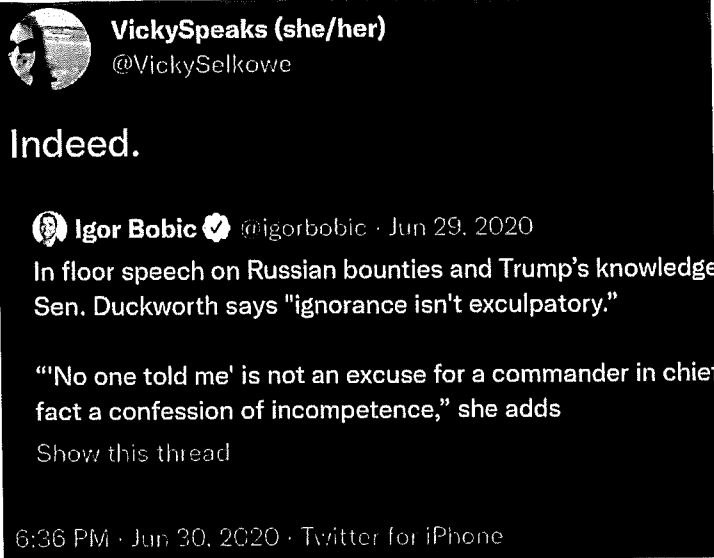 VickySpeaks (she/her)
@VickySelkowe
Indeed.
Igor Bobic @igorbobic · Jun 29, 2020
In floor speech on Russian bounties and Trump's knowledge
Sen. Duckworth says "ignorance isn't exculpatory.”
“'No one told me' is not an excuse for a commander in chief
fact a confession of incompetence,” she adds
Show this thread
6:36 PM · Jun 30, 2020 · Twitter for iPhone